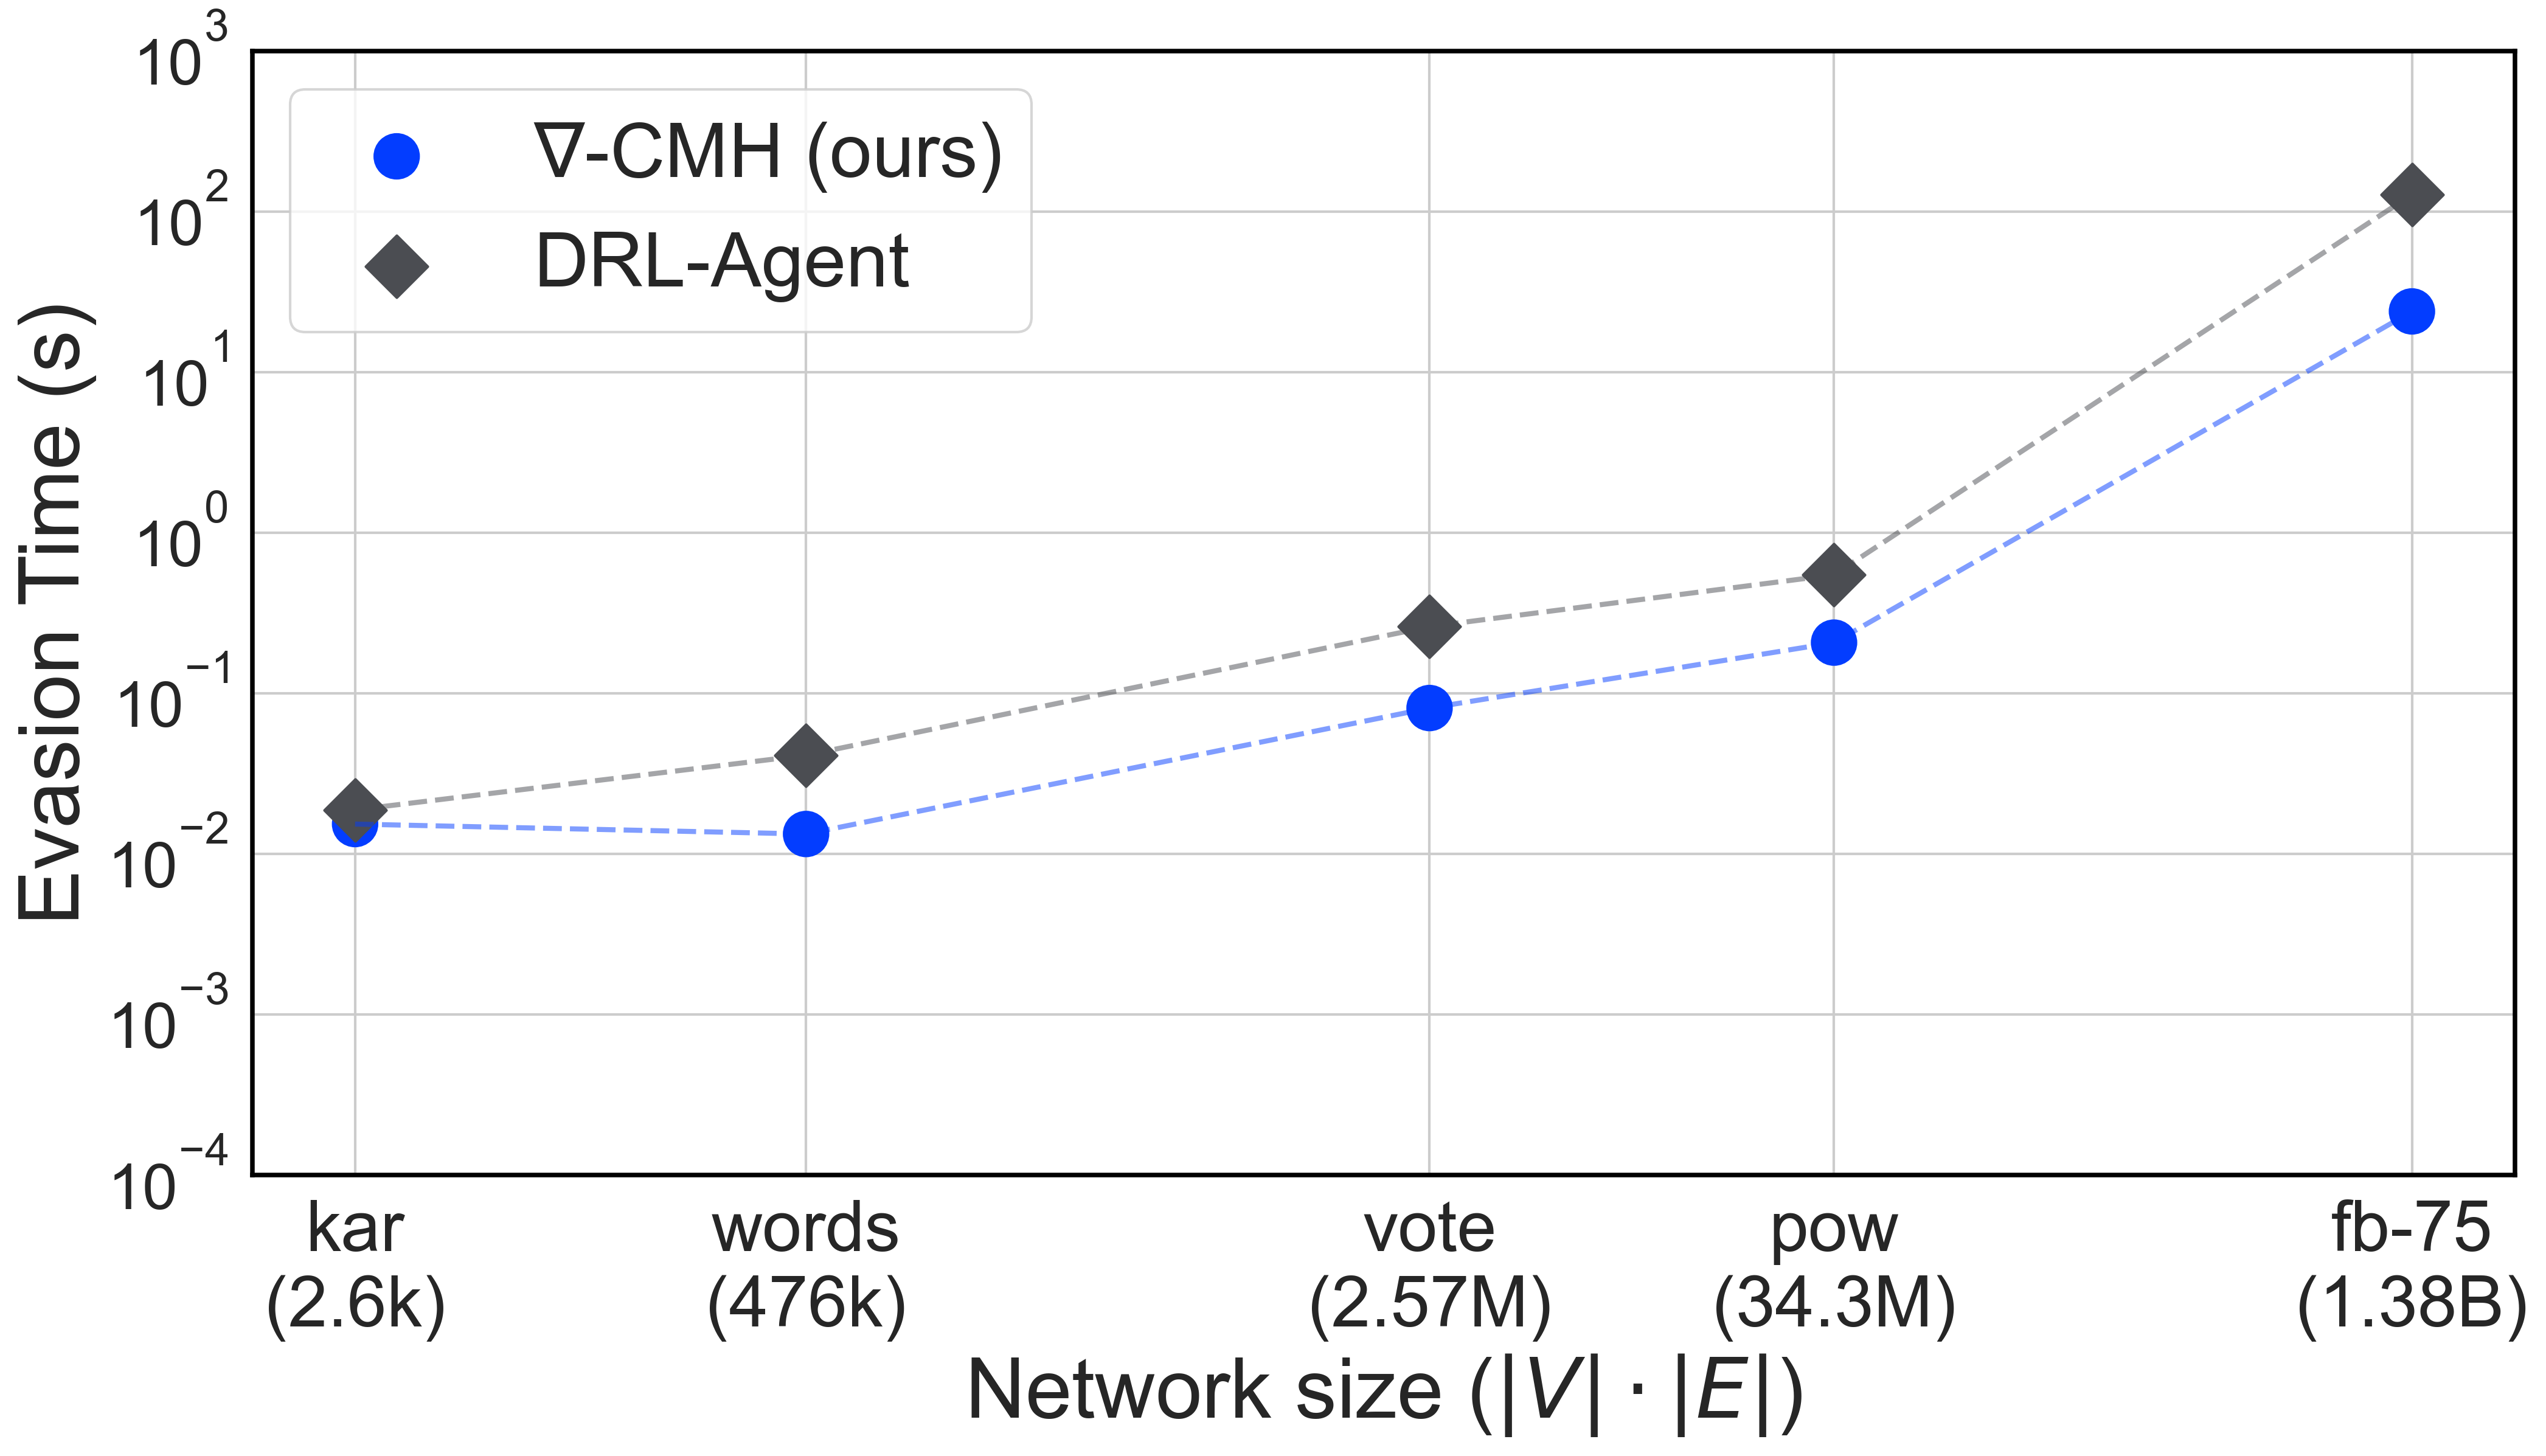 10^3
10^2
10^1
10^0
10^−1
10^−2
10^−3
10^−4
Evasion Time (s)
∇-CMH (ours)
DRL-Agent
kar
(2.6k)
words
(476k)
vote
(2.57M)
pow
(34.3M)
fb-75
(1.38B)
Network size (|V| · |E|)